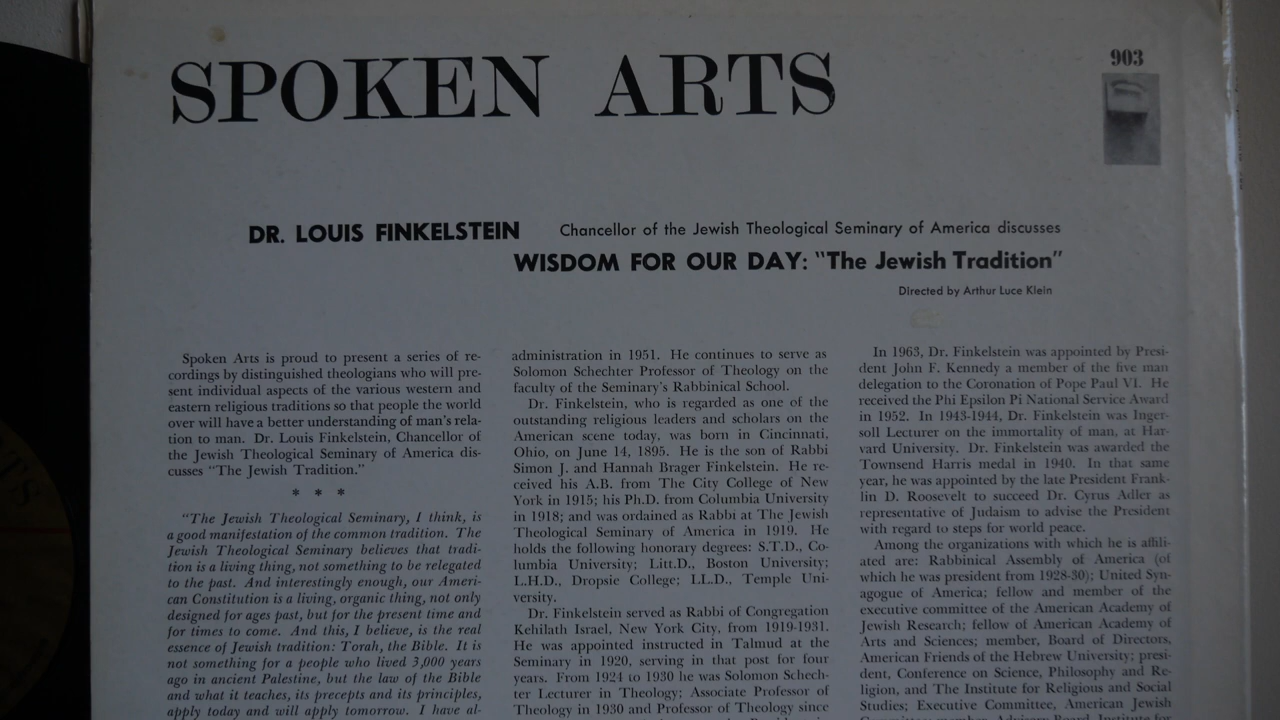 SPOKEN ARTS
903
DR. LOUIS FINKELSTEIN Chancellor of the Jewish Theological Seminary of America discusses
WISDOM FOR OUR DAY: "The Jewish Tradition"
Directed by Arthur Luce Klein
Spoken Arts is proud to present a series of re-
cordings by distinguished theologians who will pre-
sent individual aspects of the various western and
eastern religious traditions so that people the world
over will have a better understanding of man's rela-
tion to man. Dr. Louis Finkelstein, Chancellor of
the Jewish Theological Seminary of America dis-
cusses "The Jewish Tradition."
* * *
"The Jewish Theological Seminary, I think, is
a good manifestation of the common tradition. The
Jewish Theological Seminary believes that tradi-
tion is a living thing, not something to be relegated
to the past. And interestingly enough, our Ameri-
can Constitution is a living, organic thing, not only
designed for ages past, but for the present time and
for times to come. And this, I believe, is the real
essence of Jewish tradition: Torah, the Bible. It is
not something for a people who lived 3,000 years
ago in ancient Palestine, but the law of the Bible
and what it teaches, its precepts and its principles,
apply today and will apply tomorrow. I have al-
administration in 1951. He continues to serve as
Solomon Schechter Professor of Theology on the
faculty of the Seminary's Rabbinical School.
Dr. Finkelstein, who is regarded as one of the
outstanding religious leaders and scholars on the
American scene today, was born in Cincinnati,
Ohio, on June 14, 1895. He is the son of Rabbi
Simon J. and Hannah Brager Finkelstein. He re-
ceived his A.B. from The City College of New
York in 1915; his Ph.D. from Columbia University
in 1918; and was ordained as Rabbi at The Jewish
Theological Seminary of America in 1919. He
holds the following honorary degrees: S.T.D., Co-
lumbia University; Litt.D., Boston University;
L.H.D., Dropsie College; LL.D., Temple Uni-
versity.
Dr. Finkelstein served as Rabbi of Congregation
Kehilath Israel, New York City, from 1919-1931.
He was appointed instructed in Talmud at the
Seminary in 1920, serving in that post for four
years. From 1924 to 1930 he was Solomon Schech-
ter Lecturer in Theology; Associate Professor of
Theology in 1930 and Professor of Theology since
In 1963, Dr. Finkelstein was appointed by Presi-
dent John F. Kennedy a member of the five man
delegation to the Coronation of Pope Paul VI. He
received the Phi Epsilon Pi National Service Award
in 1952. In 1943-1944, Dr. Finkelstein was Inger-
soll Lecturer on the immortality of man, at Har-
vard University. Dr. Finkelstein was awarded the
Townsend Harris medal in 1940. In that same
year, he was appointed by the late President Frank-
lin D. Roosevelt to succeed Dr. Cyrus Adler as
representative of Judaism to advise the President
with regard to steps for world peace.
Among the organizations with which he is affili-
ated are: Rabbinical Assembly of America (of
which he was president from 1928-30); United Syn-
agogue of America; fellow and member of the
executive committee of the American Academy of
Jewish Research; fellow of American Academy of
Arts and Sciences; member, Board of Directors,
American Friends of the Hebrew University; presi-
dent, Conference on Science, Philosophy and Re-
ligion, and The Institute for Religious and Social
Studies; Executive Committee, American Jewish